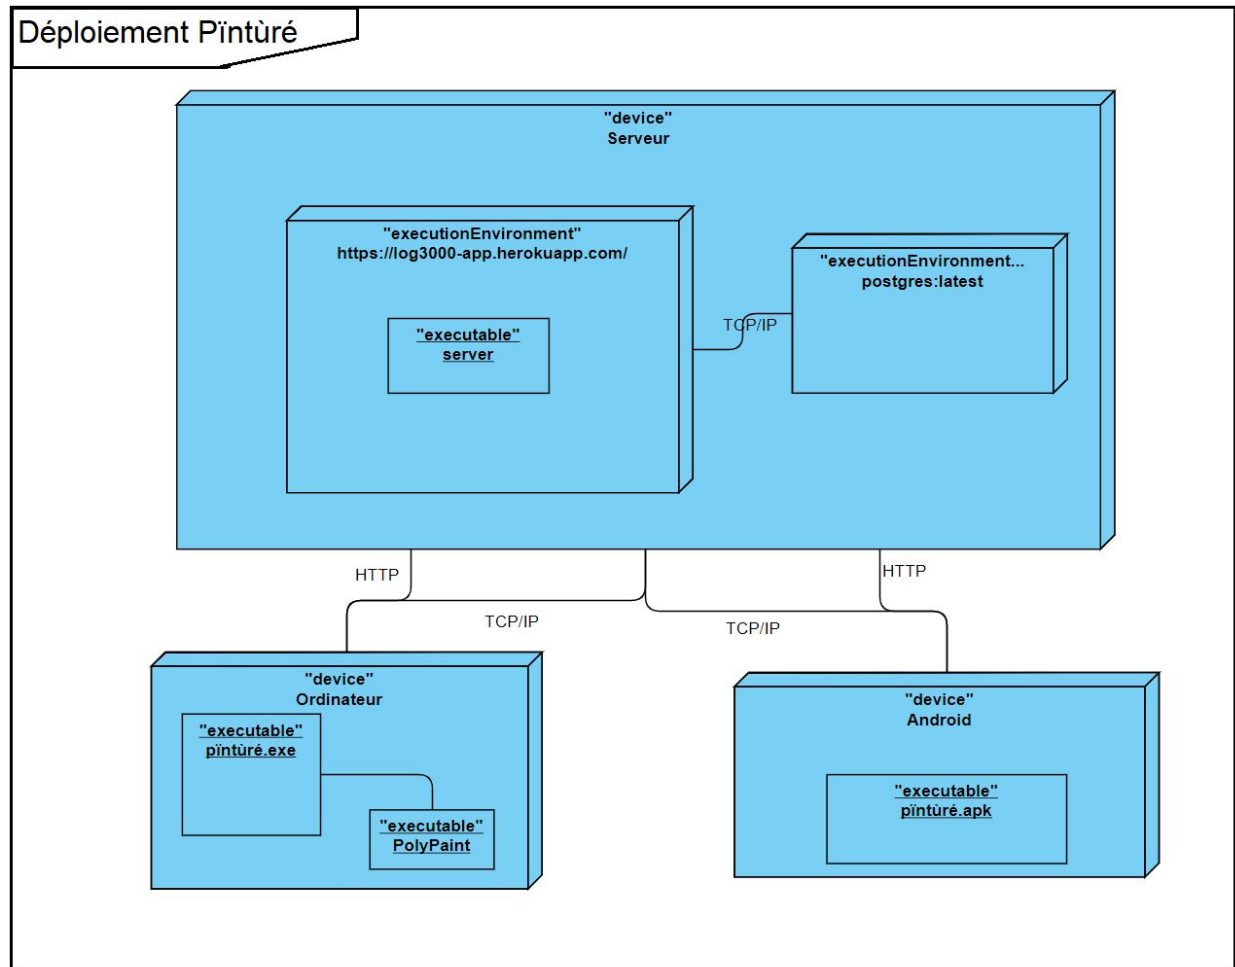 Déploiement Pïntùré
"device"
Serveur
"executionEnvironment"
https://log3000-app.herokuapp.com/
"executable"
server
TCP/IP
"executionEnvironment...
postgres:latest
HTTP
TCP/IP
TCP/IP
HTTP
"device"
Ordinateur
"executable"
pïntùré.exe
"executable"
PolyPaint
"device"
Android
"executable"
pïntùré.apk